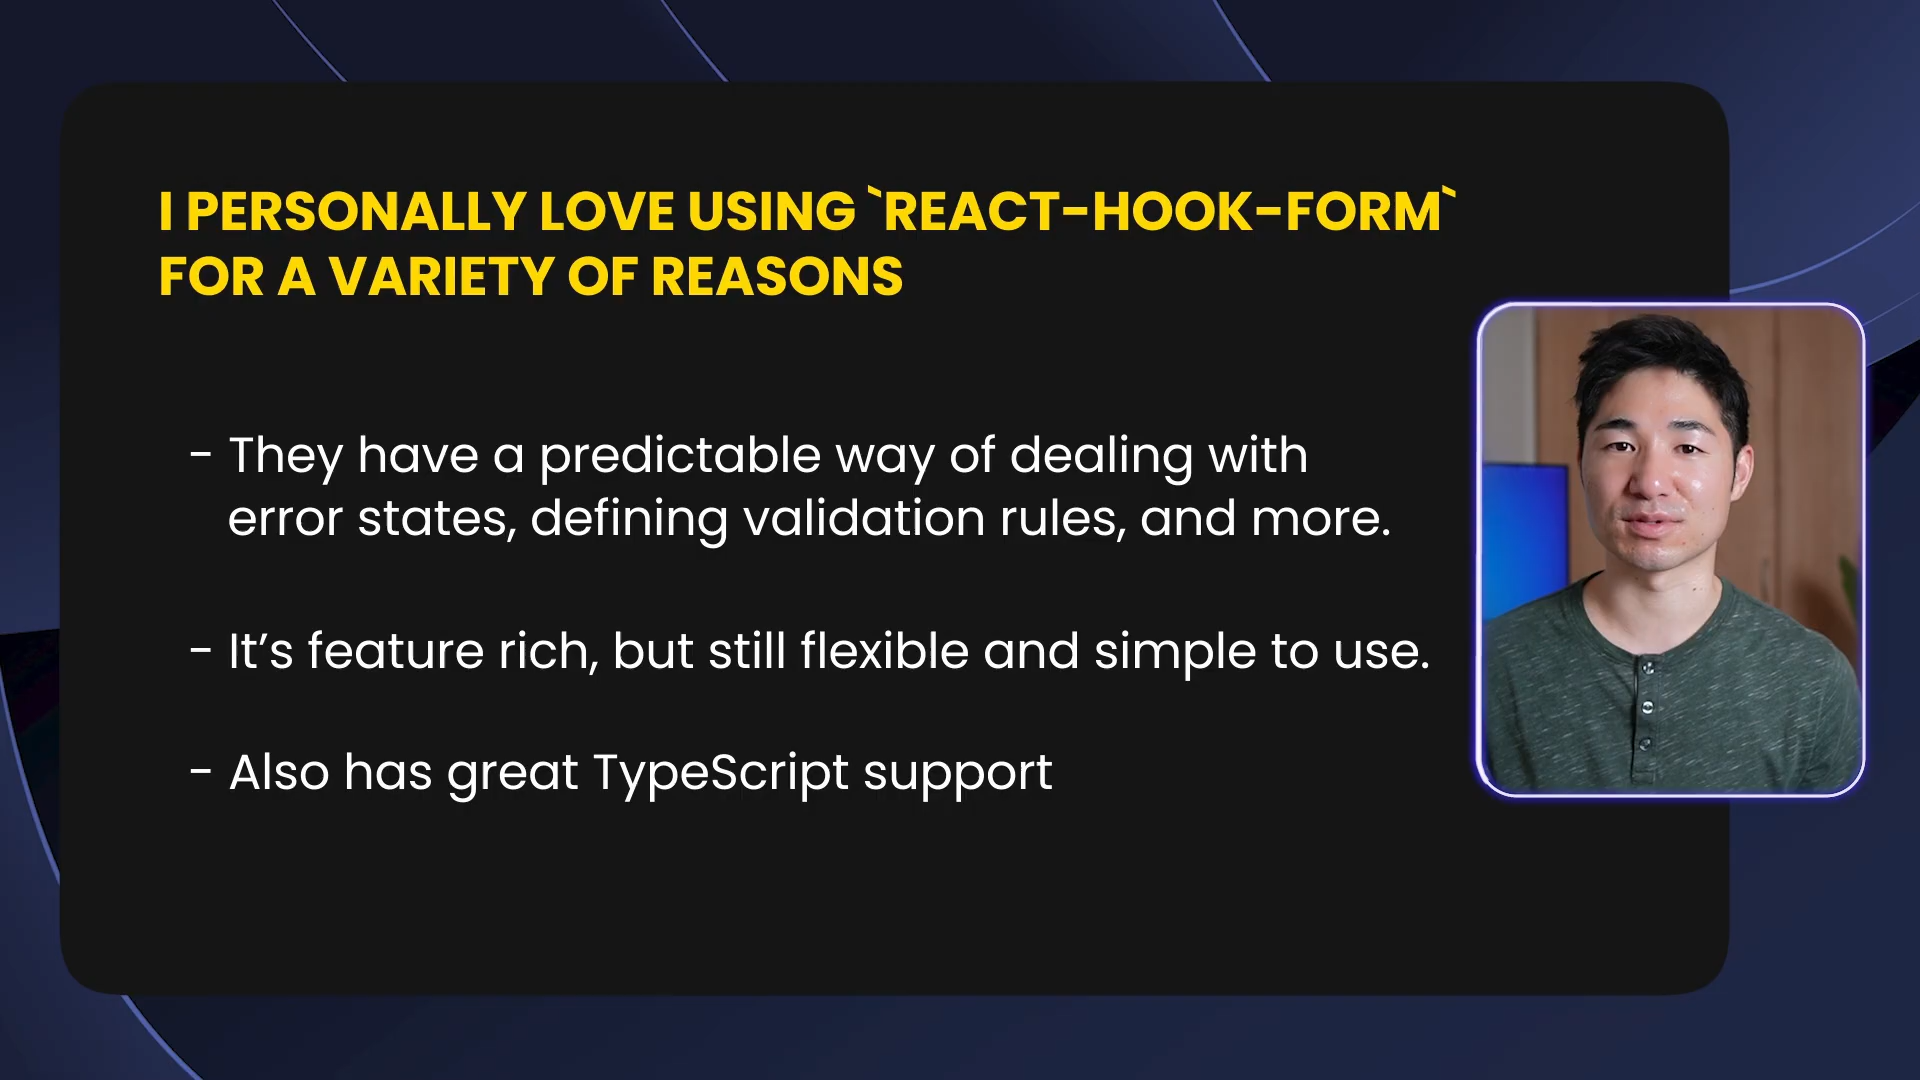 I PERSONALLY LOVE USING `REACT-HOOK-FORM`
FOR A VARIETY OF REASONS
- They have a predictable way of dealing with
error states, defining validation rules, and more.
- It’s feature rich, but still flexible and simple to use.
- Also has great TypeScript support